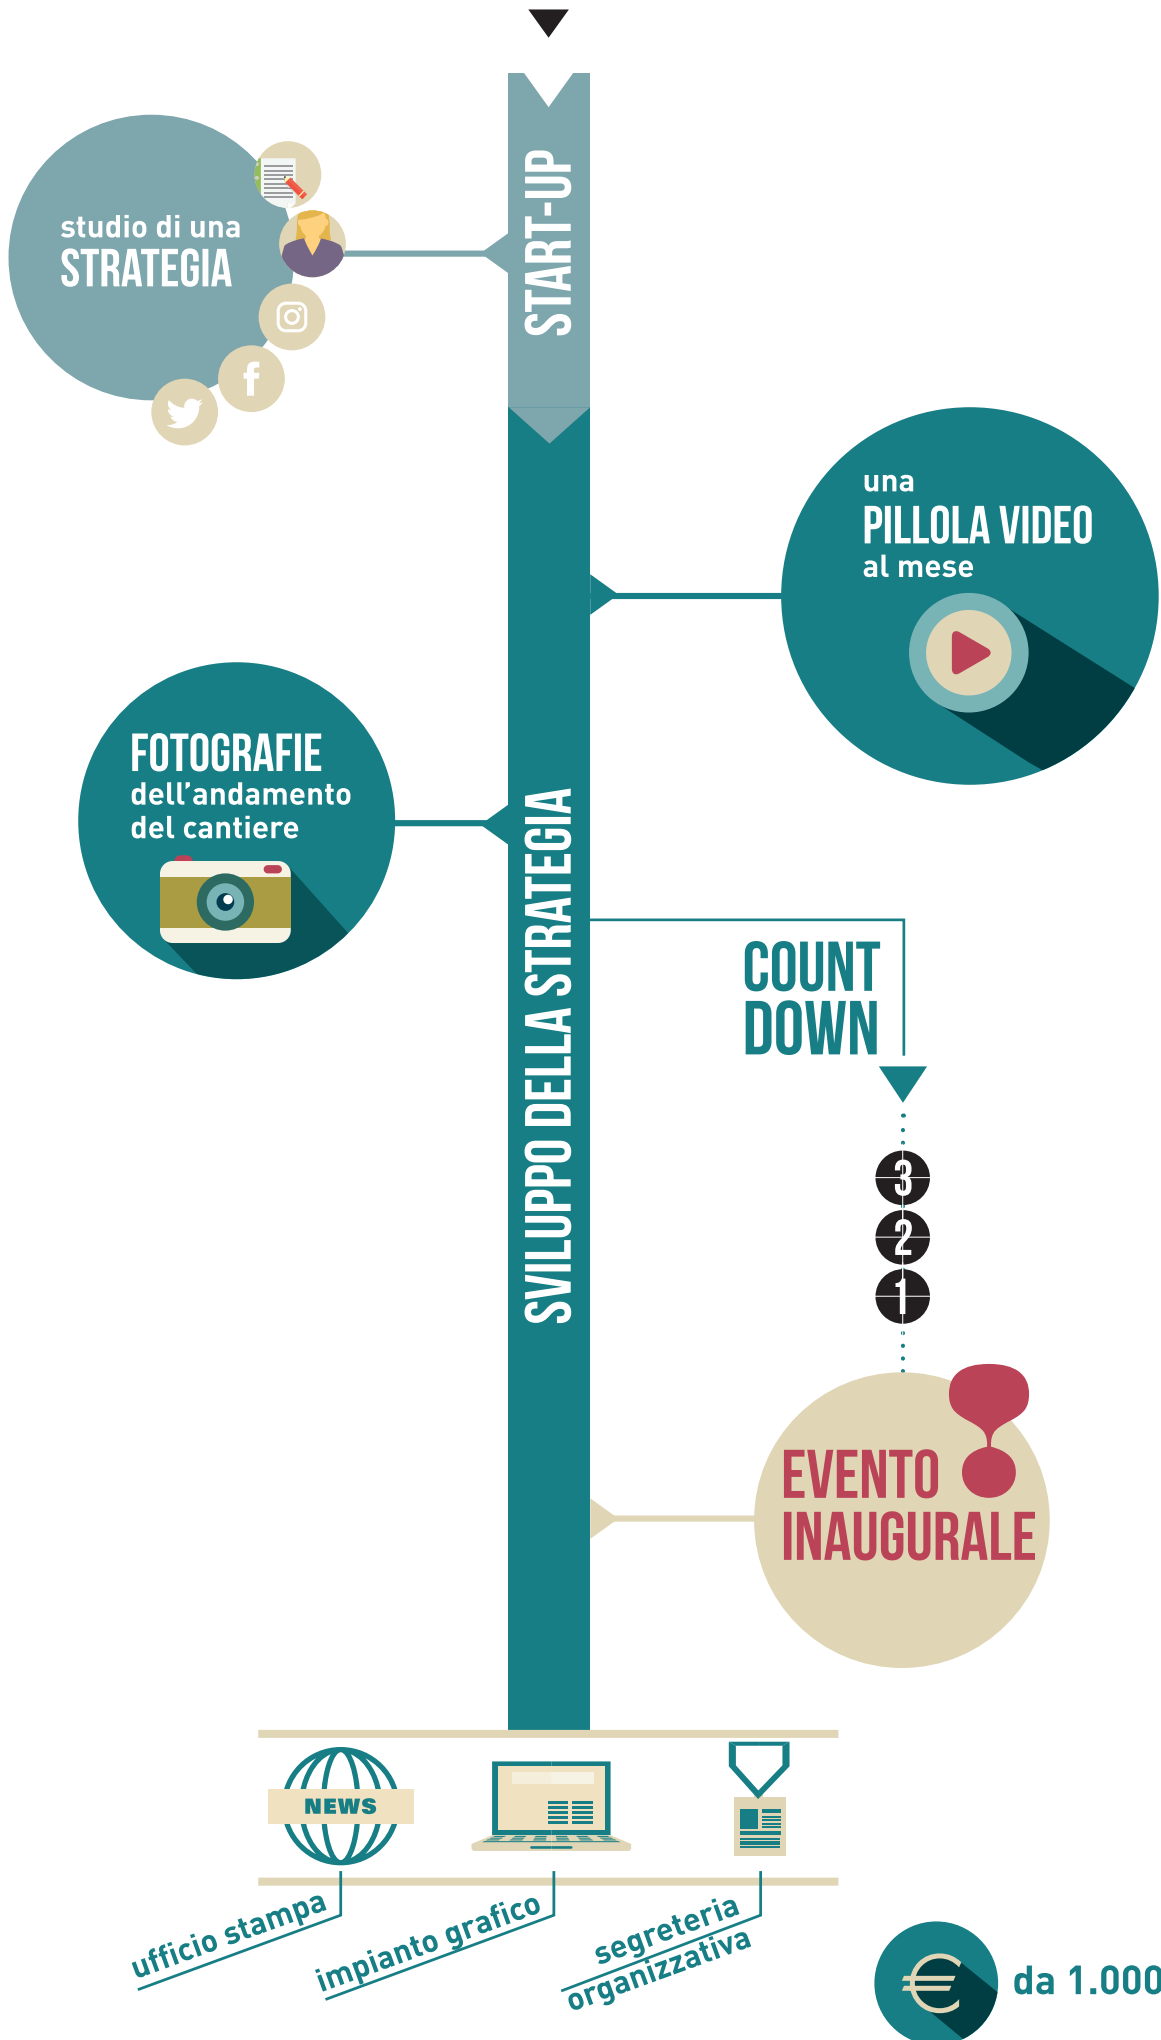 START-UP
studio di una
STRATEGIA
f
una
PILLOLA VIDEO
al mese
FOTOGRAFIE
dell'andamento
del cantiere
SVILUPPO DELLA STRATEGIA
COUNT
DOWN
3
2
1
EVENTO
INAUGURALE
NEWS
ufficio stampa
impianto grafico
segreteria
organizzativa
€ da 1.000